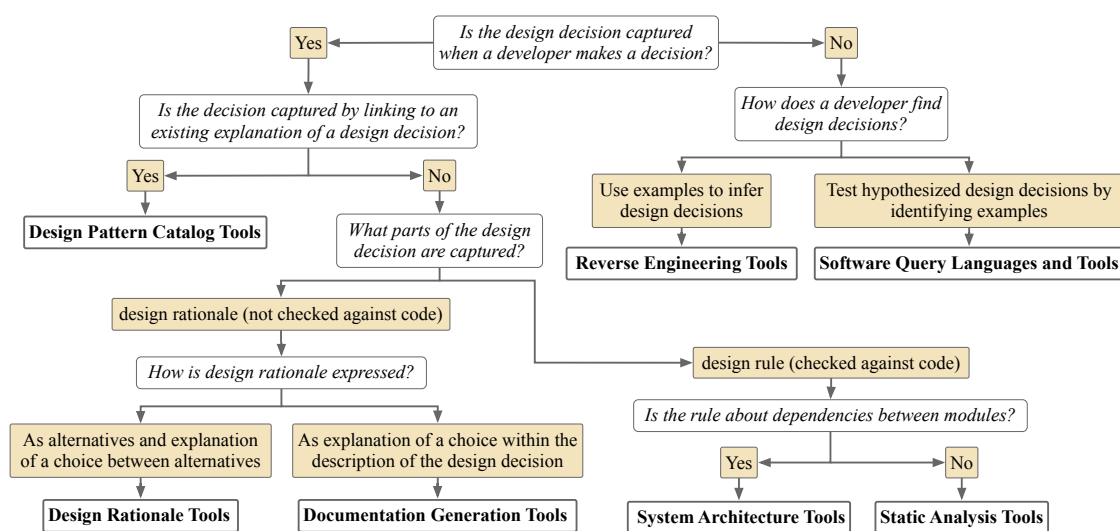 Is the design decision captured
when a developer makes a decision?
Yes
No
Is the decision captured by linking to an
existing explanation of a design decision?
How does a developer find
design decisions?
Yes
No
Use examples to infer
design decisions
Test hypothesized design decisions by
identifying examples
Design Pattern Catalog Tools
What parts of the design
decision are captured?
Reverse Engineering Tools
Software Query Languages and Tools
design rationale (not checked against code)
design rule (checked against code)
How is design rationale expressed?
Is the rule about dependencies between modules?
As alternatives and explanation
of a choice between alternatives
As explanation of a choice within the
description of the design decision
Yes
No
Design Rationale Tools
Documentation Generation Tools
System Architecture Tools
Static Analysis Tools